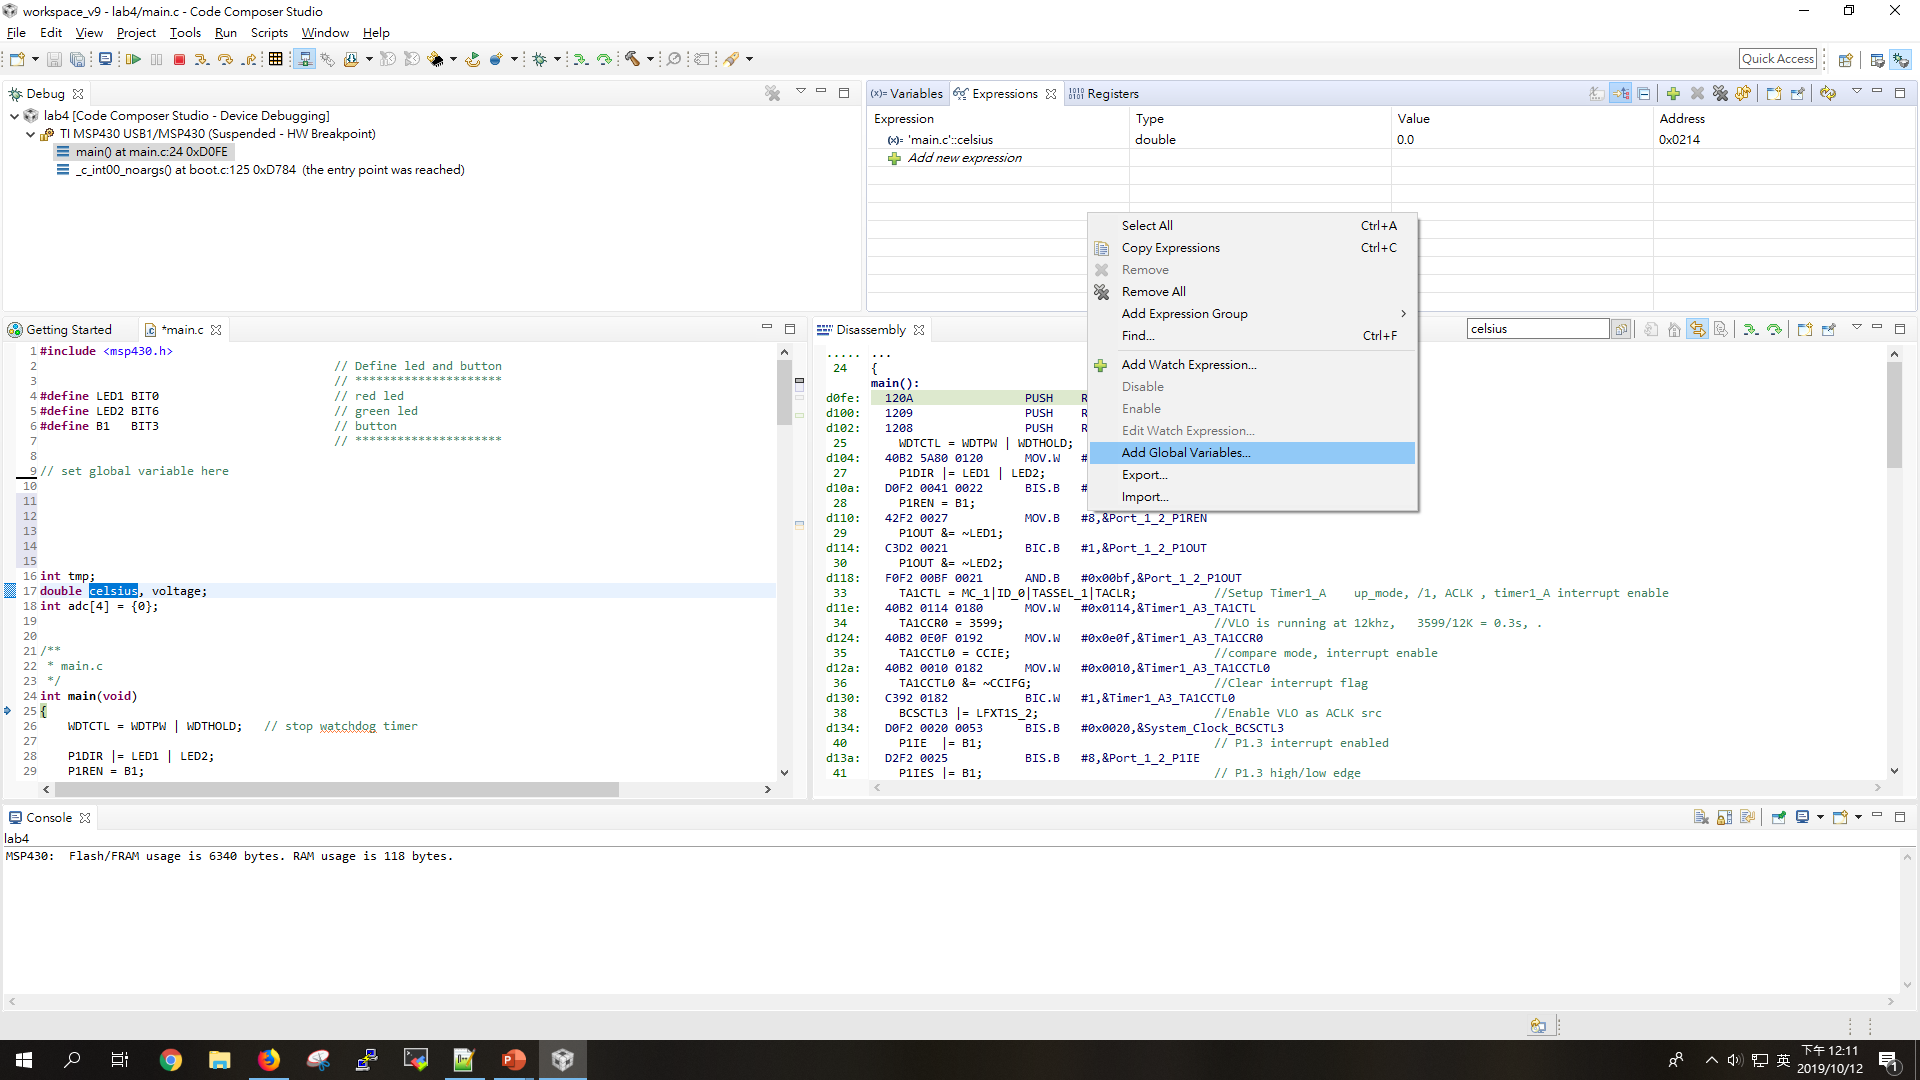 workspace_v9 - lab4/main.c - Code Composer Studio
File Edit View Project Tools Run Scripts Window Help
Quick Access
Debug
lab4 [Code Composer Studio - Device Debugging]
TI MSP430 USB1/MSP430 (Suspended - HW Breakpoint)
main() at main.c:24 0xD0FE
_c_int00_noargs() at boot.c:125 0xD784 (the entry point was reached)
(x)= Variables Expressions 1010 0101 Registers
Expression Type Value Address
(x)= 'main.c'::celsius double 0.0 0x0214
Add new expression
Select All Ctrl+A
Copy Expressions Ctrl+C
Remove
Remove All
Add Expression Group
Find... Ctrl+F
Add Watch Expression...
Disable
Enable
Edit Watch Expression...
Add Global Variables...
Export...
Import...
Getting Started *main.c
1 #include <msp430.h>
2 // Define led and button
3 // *********************
4 #define LED1 BIT0 // red led
5 #define LED2 BIT6 // green led
6 #define B1 BIT3 // button
7 // *********************
8
9 // set global variable here
10
11
12
13
14
15
16 int tmp;
17 double celsius, voltage;
18 int adc[4] = {0};
19
20
21 /**
22 * main.c
23 */
24 int main(void)
25 {
26 WDTCTL = WDTPW | WDTHOLD; // stop watchdog timer
27
28 P1DIR |= LED1 | LED2;
29 P1REN = B1;
Disassembly celsius
..... ...
24 {
main():
d0fe: 120A PUSH R
d100: 1209 PUSH R
d102: 1208 PUSH R
25 WDTCTL = WDTPW | WDTHOLD;
d104: 40B2 5A80 0120 MOV.W #
27 P1DIR |= LED1 | LED2;
d10a: D0F2 0041 0022 BIS.B #
28 P1REN = B1;
d110: 42F2 0027 MOV.B #8,&Port_1_2_P1REN
29 P1OUT &= ~LED1;
d114: C3D2 0021 BIC.B #1,&Port_1_2_P1OUT
30 P1OUT &= ~LED2;
d118: F0F2 00BF 0021 AND.B #0x00bf,&Port_1_2_P1OUT
33 TA1CTL = MC_1|ID_0|TASSEL_1|TACLR; //Setup Timer1_A up_mode, /1, ACLK , timer1_A interrupt enable
d11e: 40B2 0114 0180 MOV.W #0x0114,&Timer1_A3_TA1CTL
34 TA1CCR0 = 3599; //VLO is running at 12khz, 3599/12K = 0.3s, .
d124: 40B2 0E0F 0192 MOV.W #0x0e0f,&Timer1_A3_TA1CCR0
35 TA1CCTL0 = CCIE; //compare mode, interrupt enable
d12a: 40B2 0010 0182 MOV.W #0x0010,&Timer1_A3_TA1CCTL0
36 TA1CCTL0 &= ~CCIFG; //Clear interrupt flag
d130: C392 0182 BIC.W #1,&Timer1_A3_TA1CCTL0
38 BCSCTL3 |= LFXT1S_2; //Enable VLO as ACLK src
d134: D0F2 0020 0053 BIS.B #0x0020,&System_Clock_BCSCTL3
40 P1IE |= B1; // P1.3 interrupt enabled
d13a: D2F2 0025 BIS.B #8,&Port_1_2_P1IE
41 P1IES |= B1; // P1.3 high/low edge
Console
lab4
MSP430: Flash/FRAM usage is 6340 bytes. RAM usage is 118 bytes.
英
下午 12:11
2019/10/12
1